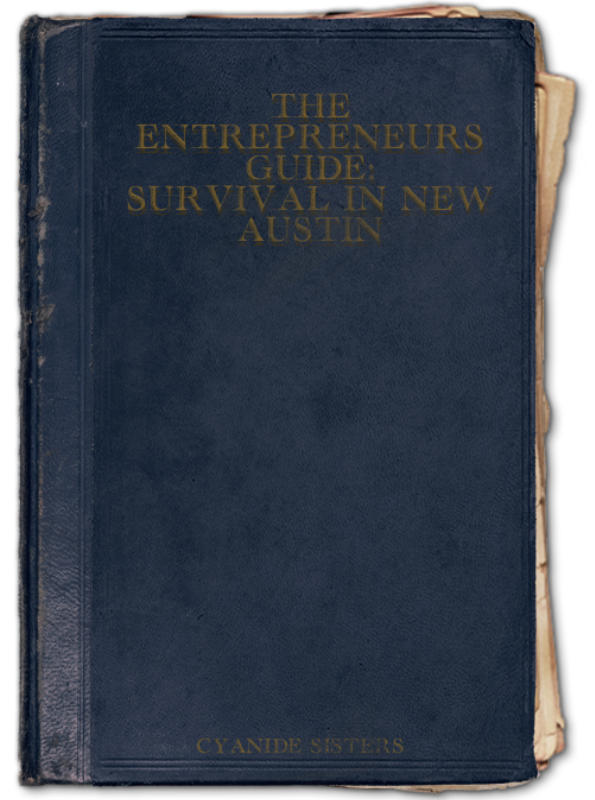 THE
ENTREPRENEURS
GUIDE:
SURVIVAL IN NEW
AUSTIN
CYANIDE SISTERS